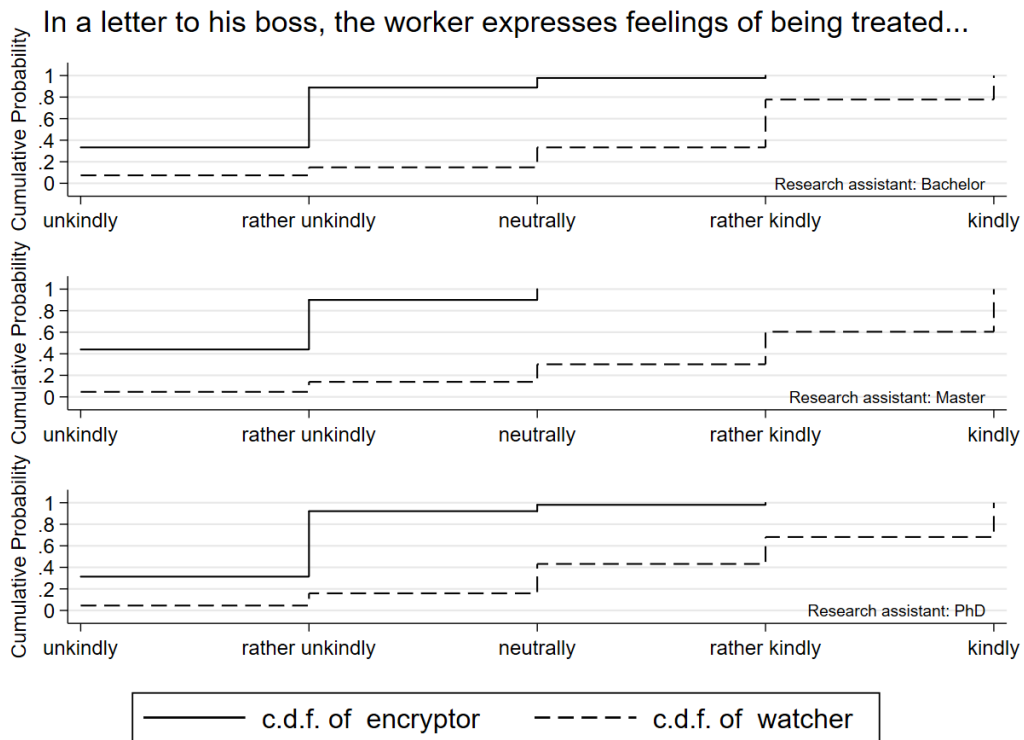 In a letter to his boss, the worker expresses feelings of being treated...
Cumulative Probability
1
.8
.6
.4
.2
0
Research assistant: Bachelor
unkindly rather unkindly neutrally rather kindly kindly
Cumulative Probability
1
.8
.6
.4
.2
0
Research assistant: Master
unkindly rather unkindly neutrally rather kindly kindly
Cumulative Probability
1
.8
.6
.4
.2
0
Research assistant: PhD
unkindly rather unkindly neutrally rather kindly kindly
c.d.f. of encryptor c.d.f. of watcher